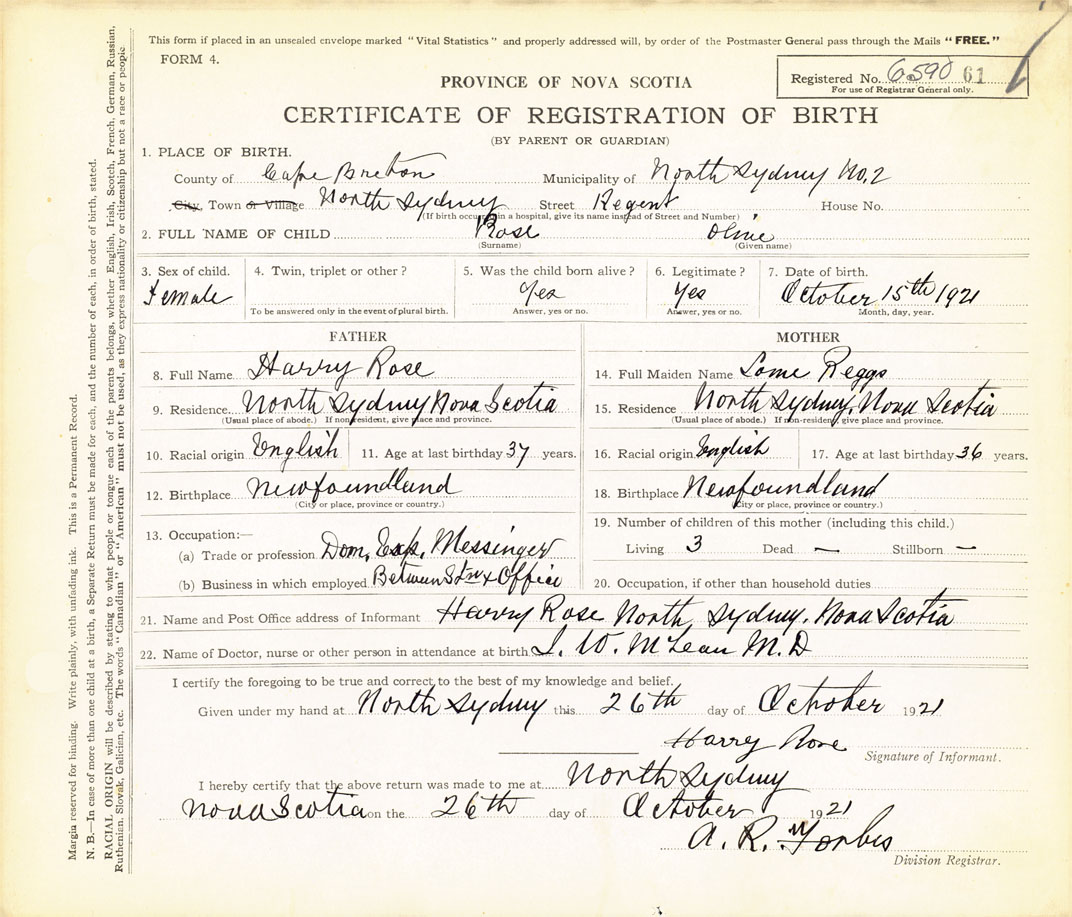 This form if placed in an unsealed envelope marked "Vital Statistics" and properly addressed will, by order of the Postmaster General pass through the Mails "FREE."
FORM 4.
Registered No. 6590 61
For use of Registrar General only.
PROVINCE OF NOVA SCOTIA
CERTIFICATE OF REGISTRATION OF BIRTH
(BY PARENT OR GUARDIAN)
1. PLACE OF BIRTH.
County of Cape Breton Municipality of North Sydney No. 2
City, Town or Village North Sydney Street Regent House No.
(If birth occurs in a hospital, give its name instead of Street and Number)
2. FULL NAME OF CHILD Rose Olive
(Surname) (Given name)
3. Sex of child. 4. Twin, triplet or other? 5. Was the child born alive? 6. Legitimate? 7. Date of birth.
Female Yes Yes October 15th 1921
To be answered only in the event of plural birth. Answer, yes or no. Answer, yes or no. Month, day, year.
FATHER
8. Full Name Harry Rose
9. Residence North Sydney Nova Scotia
(Usual place of abode.) If non-resident, give place and province.
10. Racial origin English 11. Age at last birthday 37 years.
12. Birthplace Newfoundland
(City or place, province or country.)
13. Occupation:—
(a) Trade or profession Dom. Exp. Messinger
(b) Business in which employed Between Stn & Office
MOTHER
14. Full Maiden Name Reggs
15. Residence North Sydney, Nova Scotia
(Usual place of abode.) If non-resident, give place and province.
16. Racial origin English 17. Age at last birthday 36 years.
18. Birthplace Newfoundland
(City or place, province or country.)
19. Number of children of this mother (including this child.)
Living 3 Dead — Stillborn —
20. Occupation, if other than household duties
21. Name and Post Office address of Informant Harry Rose North Sydney, Nova Scotia
22. Name of Doctor, nurse or other person in attendance at birth W. McLean M.D
I certify the foregoing to be true and correct to the best of my knowledge and belief.
Given under my hand at North Sydney this 26th day of October 1921
Harry Rose
Signature of Informant.
I hereby certify that the above return was made to me at North Sydney
Nova Scotia on the 26th day of October 1921
A. R. Forbes
Division Registrar.
Margin reserved for binding. Write plainly, with unfading ink. This is a Permanent Record.
N. B.—In case of more than one child at a birth, a Separate Return must be made for each, and the number of each, in order of birth, stated.
RACIAL ORIGIN will be described by stating to what people or tongue each of the parents belongs, whether English, Irish, Scotch, French, German, Russian,
Ruthenian, Slovak, Galician, etc. The words "Canadian" or "American" must not be used, as they express nationality or citizenship but not a race or people